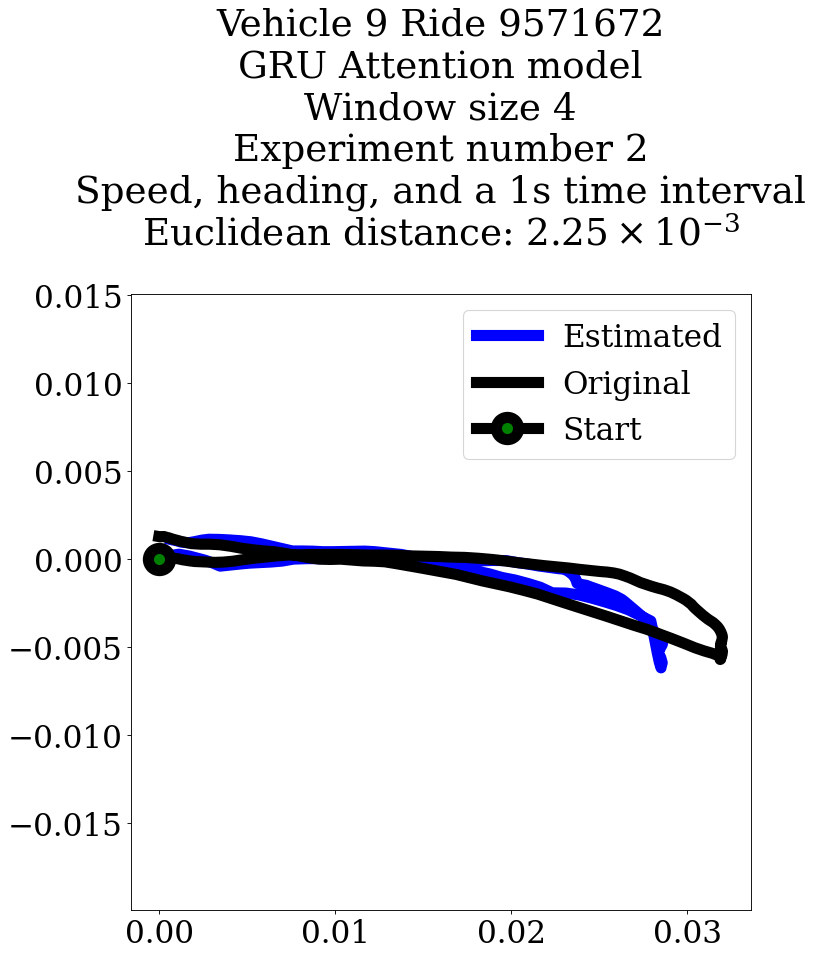 Vehicle 9 Ride 9571672
GRU Attention model
Window size 4
Experiment number 2
Speed, heading, and a 1s time interval
Euclidean distance: 2.25 × 10⁻³
0.015
0.010
0.005
0.000
−0.005
−0.010
−0.015
Estimated
Original
Start
0.00 0.01 0.02 0.03